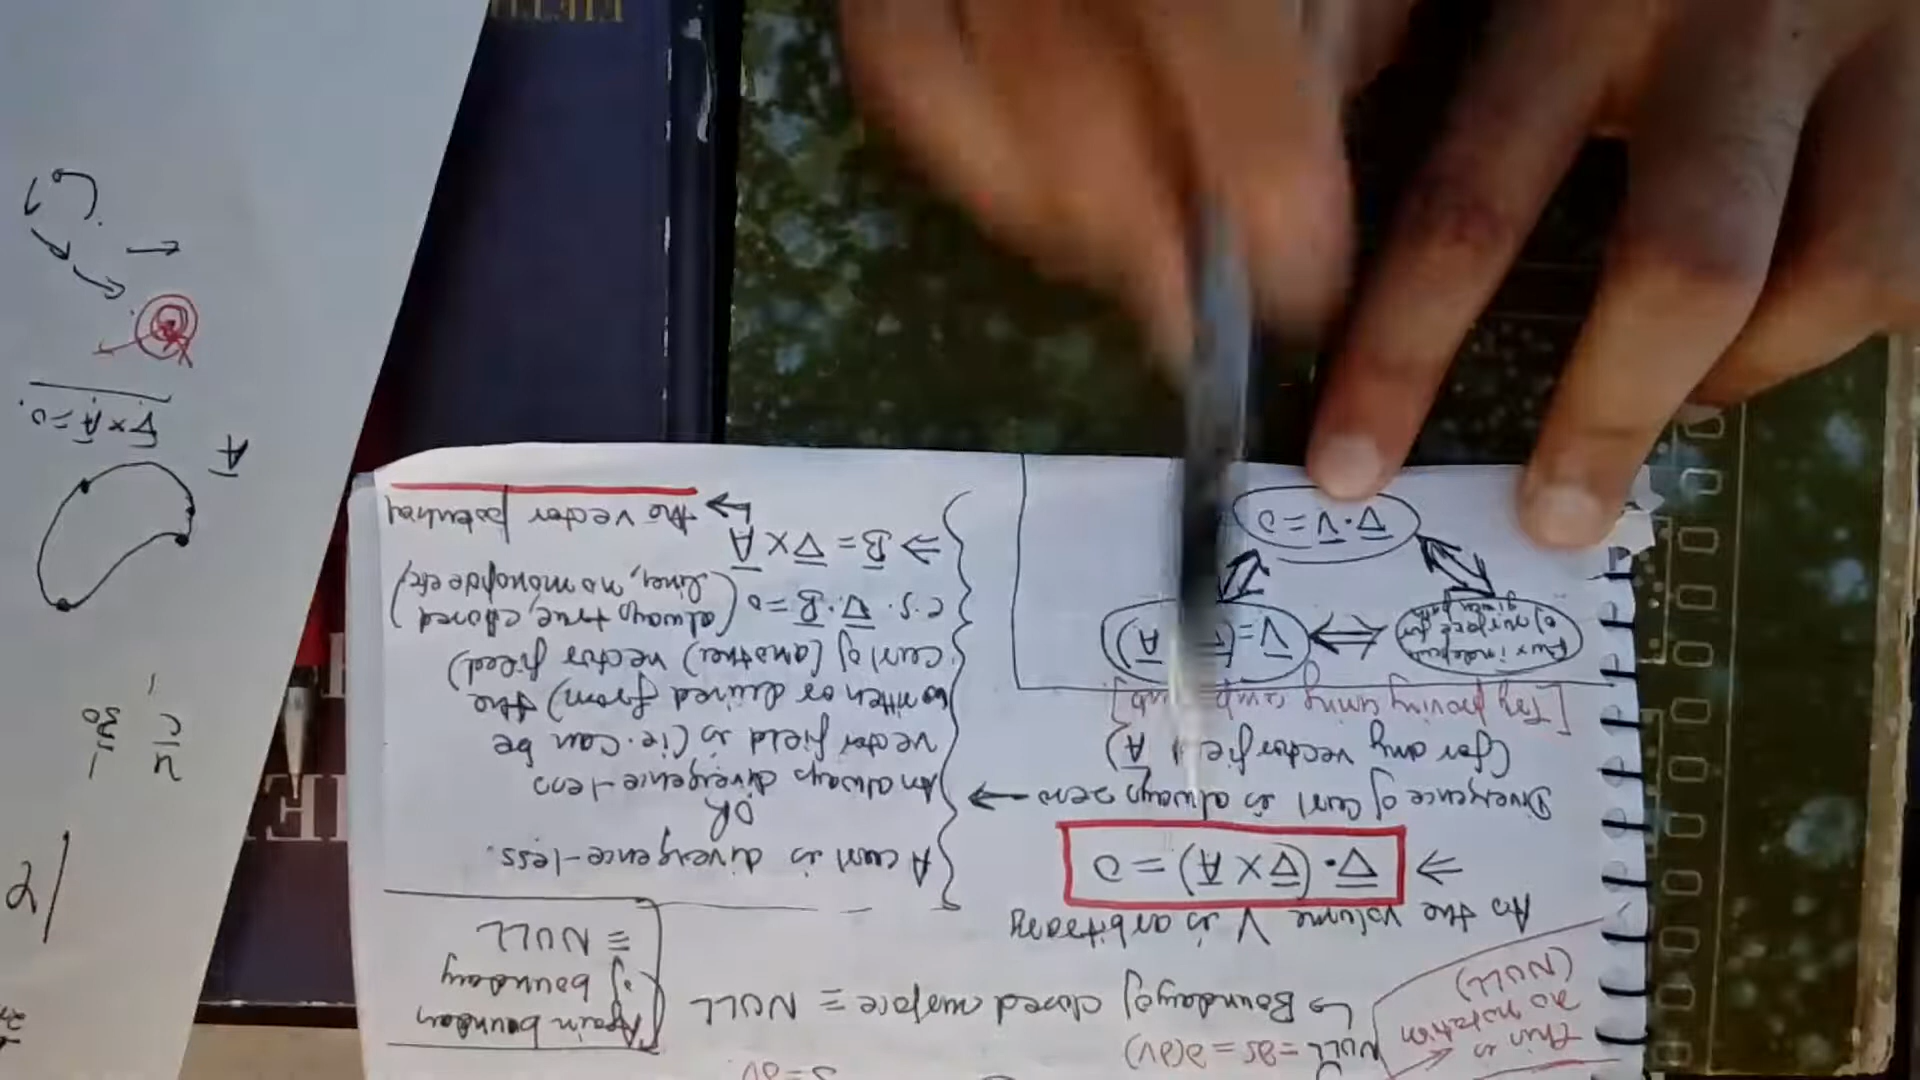 This is
no notation
(NULL)
NULL = ∂S = ∂(∂V)
↳ Boundary of closed surface ≡ NULL
Again boundary
of boundary
≡ NULL
As the volume V is arbitrary
⇒ ∇·(∇×A) = 0
Divergence of curl is always zero
(for any vector field A)
[Try proving using
Flux independent
of surface for
given path
V =
A)
∇·V = 0
A curl is divergence-less.
OR
An always divergence-less
vector field is (i.e. can be
written or derived from) the
curl of (another) vector field)
e.g. ∇·B = 0 (always true, closed
lines, no monopole etc)
⇒ B = ∇×A
↳ the vector potential
A
∇×A = 0